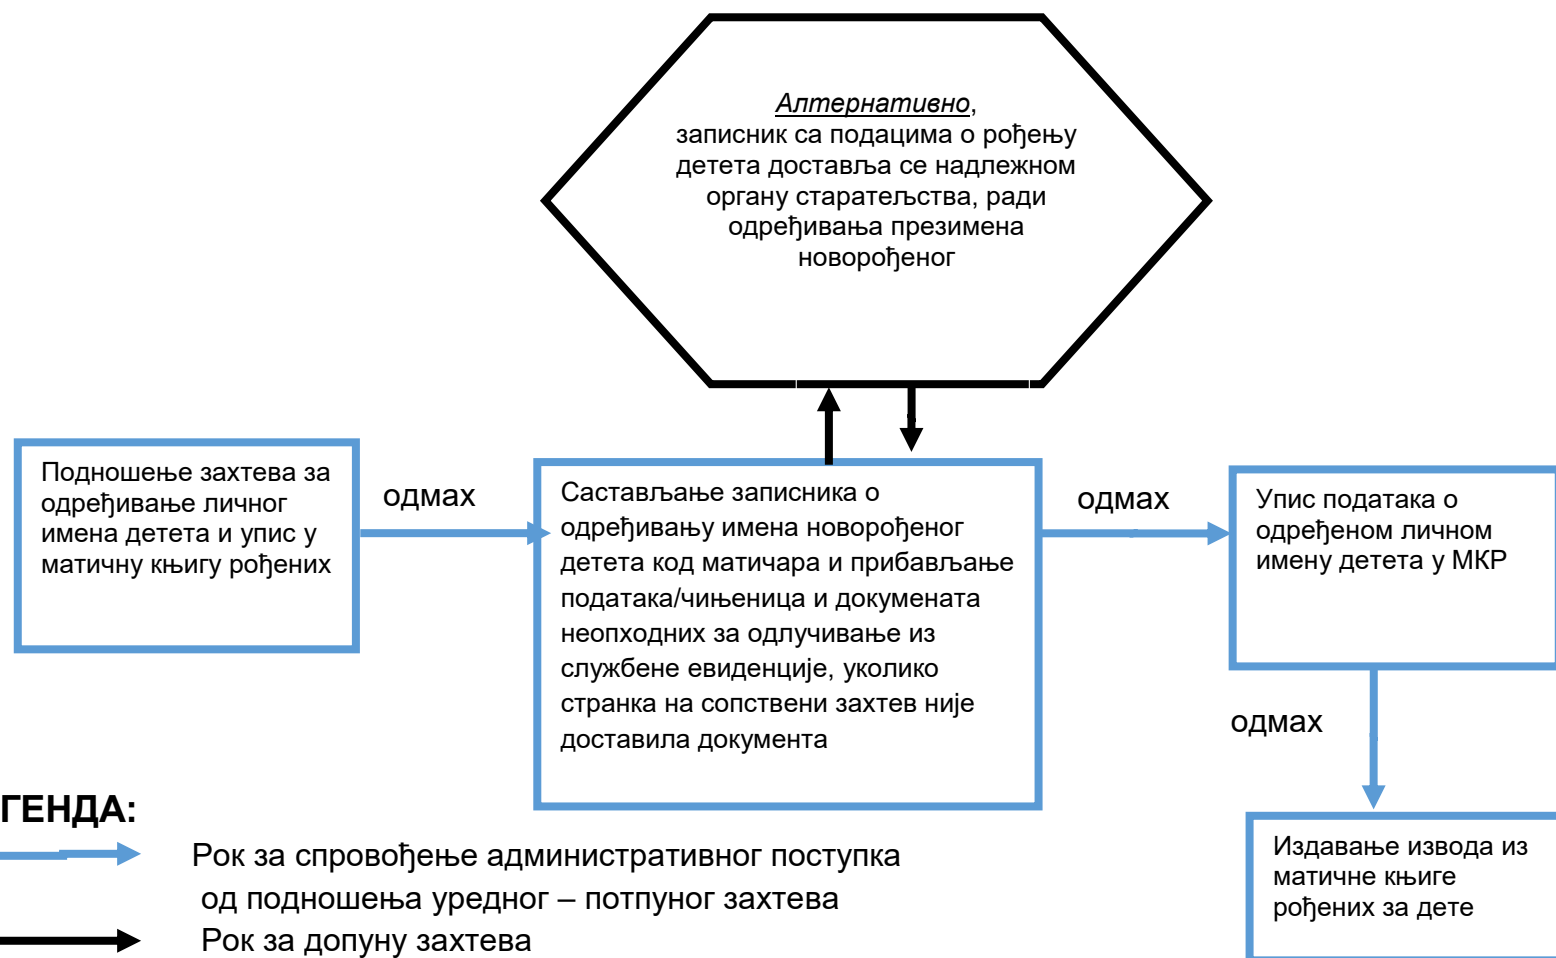 Алтернативно,
записник са подацима о рођењу
детета доставља се надлежном
органу старатељства, ради
одређивања презимена
новорођеног
Подношење захтева за
одређивање личног
имена детета и упис у
матичну књигу рођених
одмах
Састављање записника о
одређивању имена новорођеног
детета код матичара и прибављање
података/чињеница и докумената
неопходних за одлучивање из
службене евиденције, уколико
странка на сопствени захтев није
доставила документа
одмах
Упис података о
одређеном личном
имену детета у МКР
одмах
Издавање извода из
матичне књиге
рођених за дете
ГЕНДА:
Рок за спровођење административног поступка
од подношења уредног – потпуног захтева
Рок за допуну захтева